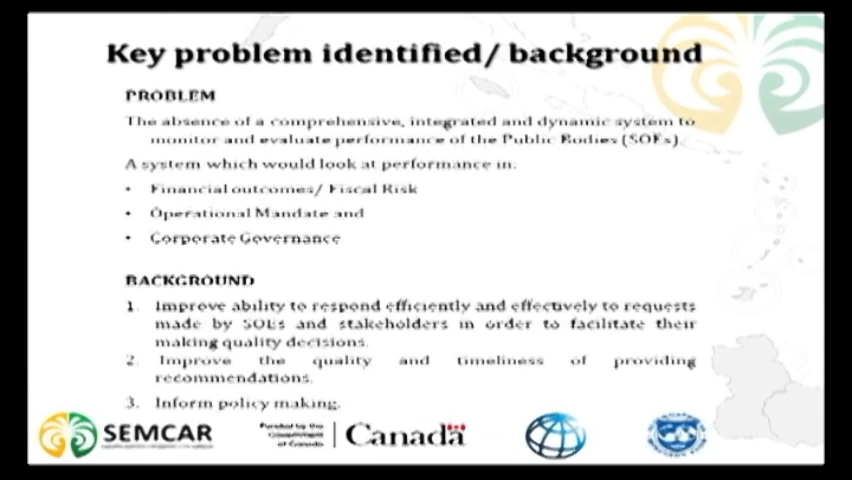 Key problem identified/ background
PROBLEM
The absence of a comprehensive, integrated and dynamic system to
monitor and evaluate performance of the Public Bodies (SOEs).
A system which would look at performance in:
• Financial outcomes/ Fiscal Risk
• Operational Mandate and
• Corporate Governance
BACKGROUND
1. Improve ability to respond efficiently and effectively to requests
made by SOEs and stakeholders in order to facilitate their
making quality decisions.
2. Improve the quality and timeliness of providing
recommendations.
3. Inform policy making.
SEMCAR
Funded by the
Government
of Canada
Canada